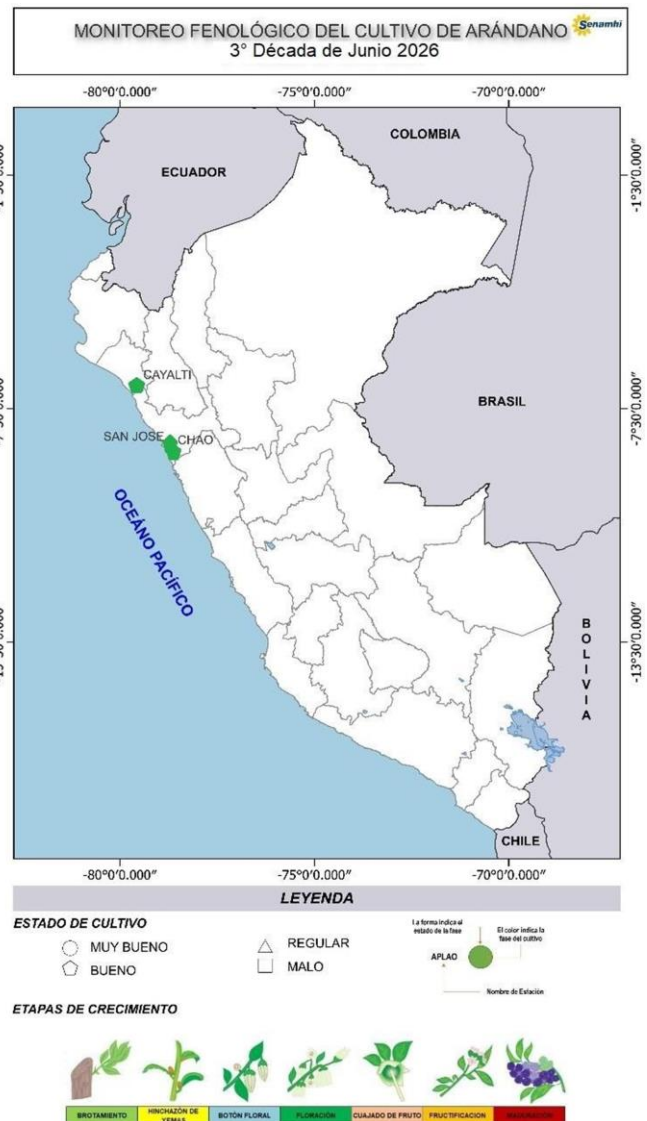 MONITOREO FENOLÓGICO DEL CULTIVO DE ARÁNDANO
Senamhi
3° Década de Junio 2026
-80°0'0.000" -75°0'0.000" -70°0'0.000"
COLOMBIA
ECUADOR
-1°30'0.000"
CAYALTI
BRASIL
-7°30'0.000"
SAN JOSE CHAO
OCEÁNO PACÍFICO
-13°30'0.000"
BOLIVIA
CHILE
-80°0'0.000" -75°0'0.000" -70°0'0.000"
LEYENDA
ESTADO DE CULTIVO
MUY BUENO
BUENO
REGULAR
MALO
La forma indica el
estado de la fase
El color indica la
fase del cultivo
APLAO
Nombre de Estación
ETAPAS DE CRECIMIENTO
BROTAMIENTO
HINCHAZÓN DE
YEMAS
BOTÓN FLORAL
FLORACIÓN
CUAJADO DE FRUTO
FRUCTIFICACION
MADURACIÓN